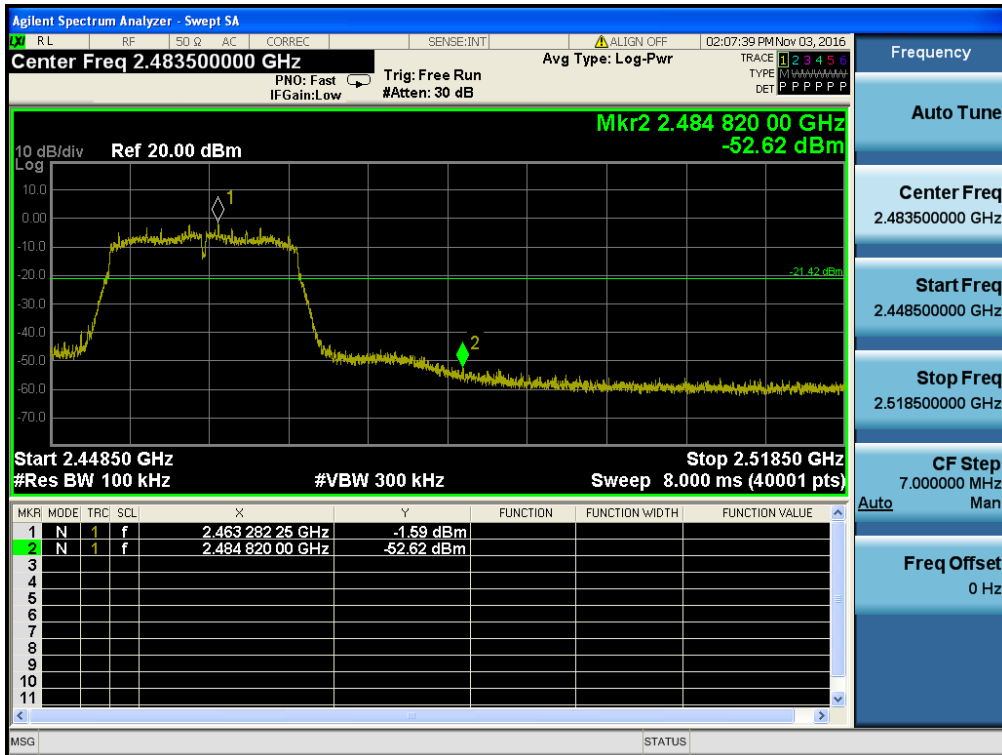 Agilent Spectrum Analyzer - Swept SA
LXI RL RF 50 Ω AC CORREC SENSE:INT ALIGN OFF 02:07:39 PM Nov 03, 2016
Center Freq 2.483500000 GHz
PNO: Fast
IFGain:Low
Trig: Free Run
#Atten: 30 dB
Avg Type: Log-Pwr
TRACE 1 2 3 4 5 6
TYPE M
DET P P P P P P
Mkr2 2.484 820 00 GHz
-52.62 dBm
10 dB/div Ref 20.00 dBm
Log
10.0
0.00
-10.0
-20.0
-30.0
-40.0
-50.0
-60.0
-70.0
1
-21.42 dBm
2
Start 2.44850 GHz Stop 2.51850 GHz
#Res BW 100 kHz #VBW 300 kHz Sweep 8.000 ms (40001 pts)
MKR MODE TRC SCL X Y FUNCTION FUNCTION WIDTH FUNCTION VALUE
1 N 1 f 2.463 282 25 GHz -1.59 dBm
2 N 1 f 2.484 820 00 GHz -52.62 dBm
3
4
5
6
7
8
9
10
11
MSG STATUS
Frequency
Auto Tune
Center Freq
2.483500000 GHz
Start Freq
2.448500000 GHz
Stop Freq
2.518500000 GHz
CF Step
7.000000 MHz
Auto Man
Freq Offset
0 Hz